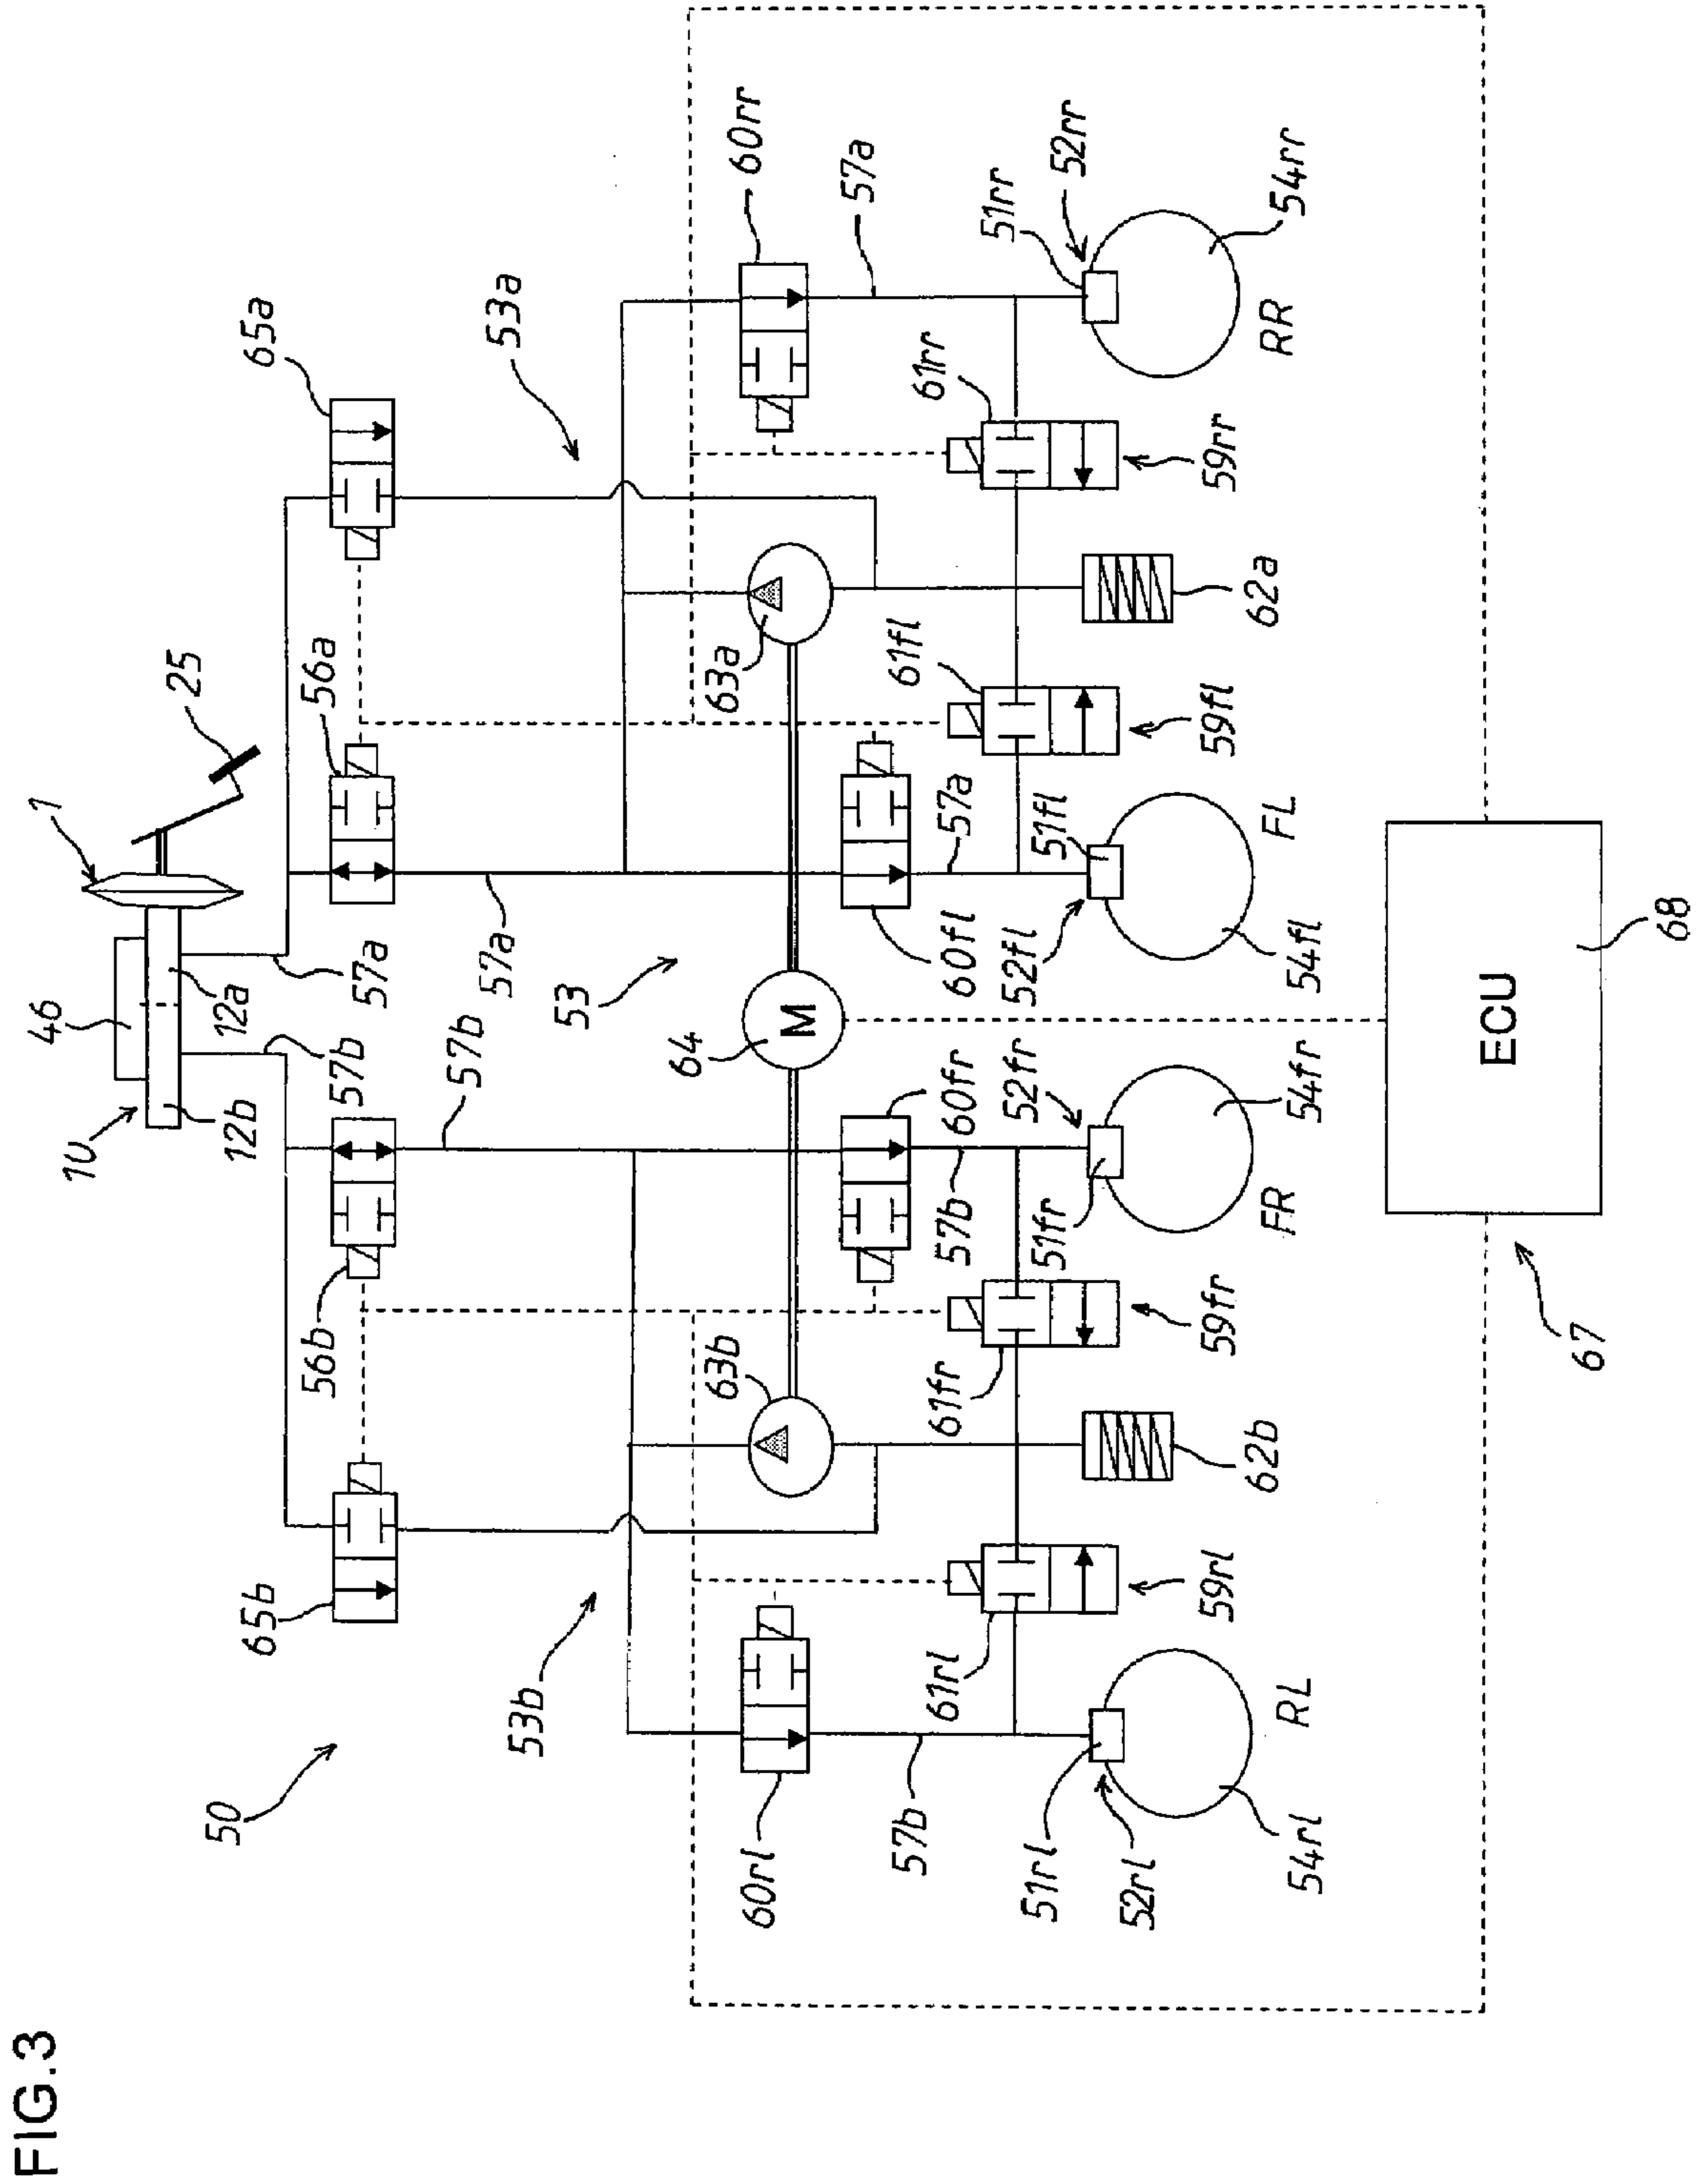 FIG.3
50
10
46
1
25
12b
12a
57b
57a
65b
56b
56a
65a
57b
57a
53b
53
53a
60rl
63b
64
63a
60rr
57b
60fr
60fl
57a
57a
57b
61rl
61fr
61fl
61rr
51rl
52rl
51fr
52fr
52fl
51fl
51rr
52rr
M
59rl
59fr
59fl
59rr
54rl
RL
62b
FR
54fr
54fl
FL
62a
RR
54rr
ECU
67
68